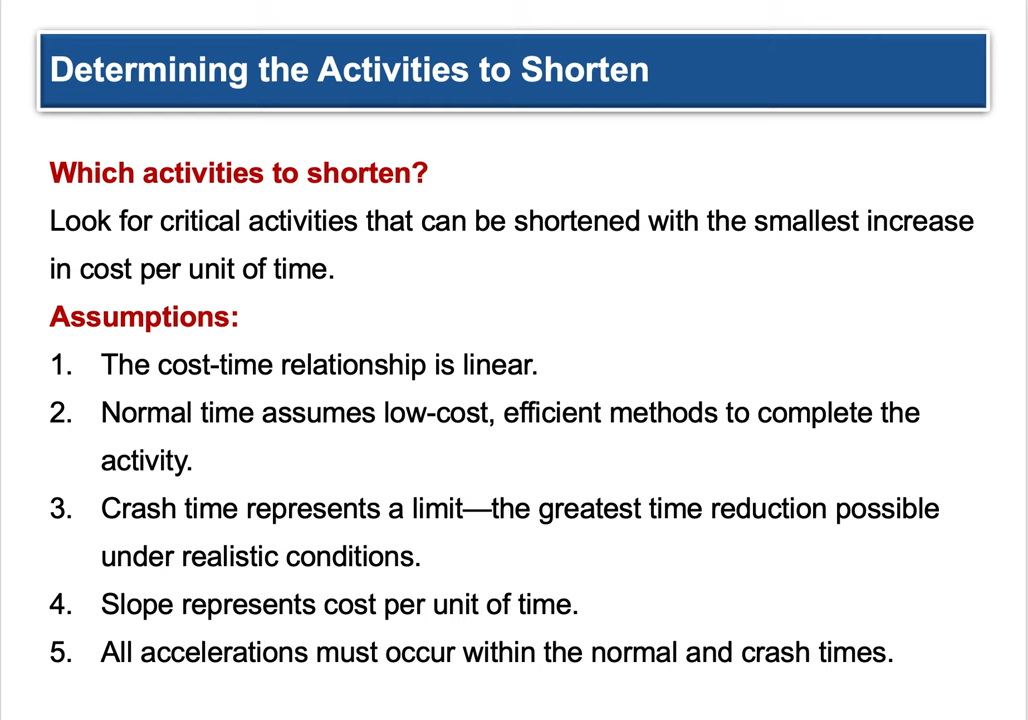 Determining the Activities to Shorten
Which activities to shorten?
Look for critical activities that can be shortened with the smallest increase
in cost per unit of time.
Assumptions:
1. The cost-time relationship is linear.
2. Normal time assumes low-cost, efficient methods to complete the
activity.
3. Crash time represents a limit—the greatest time reduction possible
under realistic conditions.
4. Slope represents cost per unit of time.
5. All accelerations must occur within the normal and crash times.